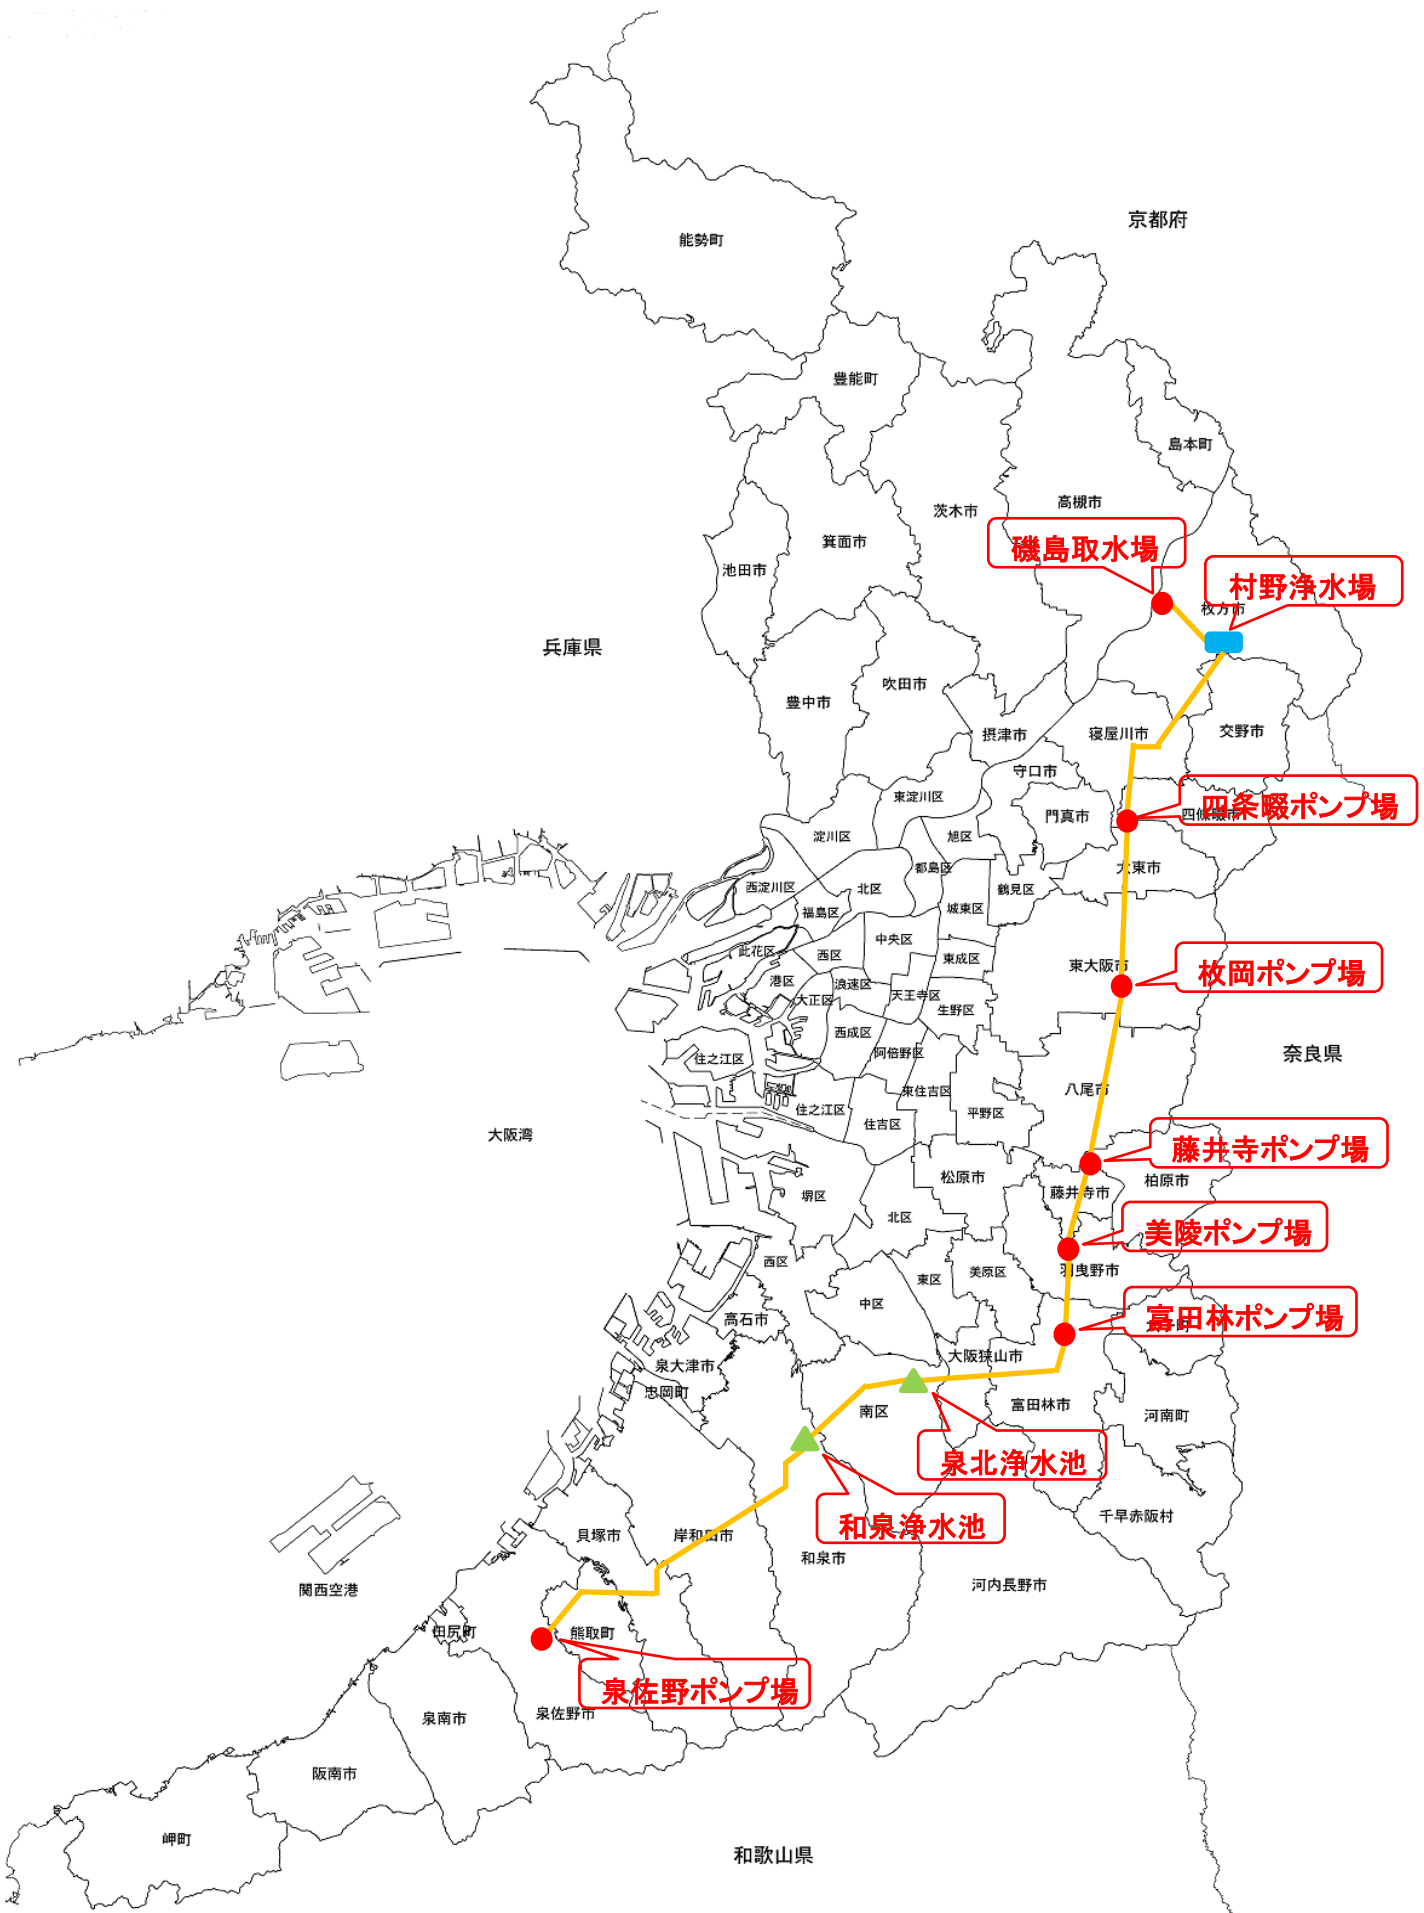 京都府
能勢町
豊能町
島本町
高槻市
茨木市
箕面市
磯島取水場
池田市
村野浄水場
枚方市
兵庫県
吹田市
豊中市
交野市
寝屋川市
摂津市
守口市
東淀川区
四条畷ポンプ場
四條畷市
門真市
淀川区
旭区
都島区
大東市
西淀川区
北区
鶴見区
福島区
城東区
中央区
此花区
西区
東成区
東大阪市
枚岡ポンプ場
港区
浪速区
大正区
天王寺区
生野区
西成区
阿倍野区
奈良県
住之江区
八尾市
東住吉区
住之江区
平野区
住吉区
大阪湾
藤井寺ポンプ場
松原市
柏原市
藤井寺市
堺区
北区
美陵ポンプ場
西区
羽曳野市
東区
美原区
中区
高石市
富田林ポンプ場
太子町
大阪狭山市
泉大津市
忠岡町
富田林市
南区
河南町
泉北浄水池
千早赤阪村
和泉浄水池
貝塚市
岸和田市
和泉市
河内長野市
関西空港
田尻町
熊取町
泉佐野ポンプ場
泉佐野市
泉南市
阪南市
岬町
和歌山県